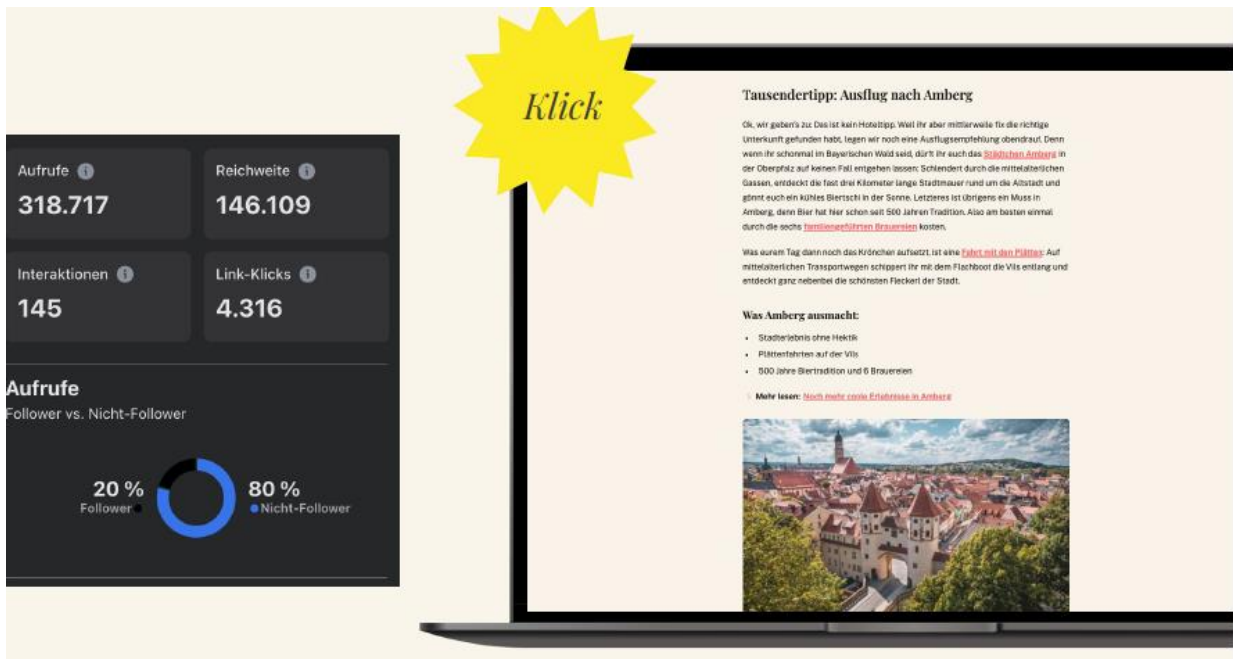 Klick
Aufrufe
318.717
Reichweite
146.109
Interaktionen
145
Link-Klicks
4.316
Aufrufe
Follower vs. Nicht-Follower
20 %
Follower
80 %
Nicht-Follower
Tausendertipp: Ausflug nach Amberg
Ok, wir geben's zu: Das ist kein Hoteltipp. Weil ihr aber mittlerweile fix die richtige
Unterkunft gefunden habt, legen wir noch eine Ausflugsempfehlung obendrauf. Denn
wenn ihr schonmal im Bayerischen Wald seid, dürft ihr euch das Städtchen Amberg in
der Oberpfalz auf keinen Fall entgehen lassen: Schlendert durch die mittelalterlichen
Gassen, entdeckt die fast drei Kilometer lange Stadtmauer rund um die Altstadt und
gönnt euch ein kühles Biertschi in der Sonne. Letzteres ist übrigens ein Muss in
Amberg, denn Bier hat hier schon seit 500 Jahren Tradition. Also am besten einmal
durch die sechs familiengeführten Brauereien kosten.
Was eurem Tag dann noch das Krönchen aufsetzt, ist eine Fahrt mit den Plätten: Auf
mittelalterlichen Transportwegen schippert ihr mit dem Flachboot die Vils entlang und
entdeckt ganz nebenbei die schönsten Fleckerl der Stadt.
Was Amberg ausmacht:
• Stadterlebnis ohne Hektik
• Plättenfahrten auf der Vils
• 500 Jahre Biertradition und 6 Brauereien
Mehr lesen: Noch mehr coole Erlebnisse in Amberg